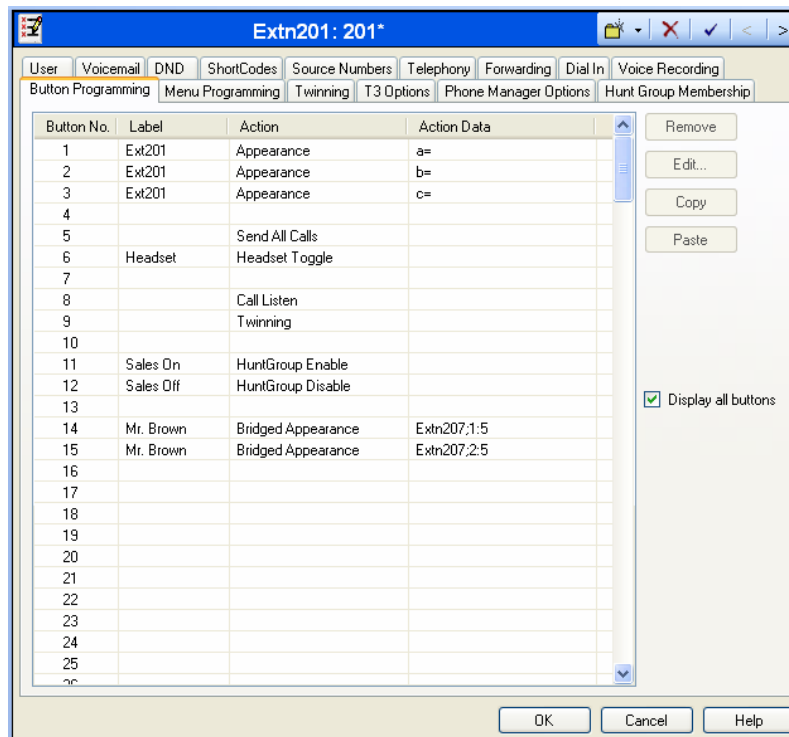 Extn201: 201*
< >
User Voicemail DND ShortCodes Source Numbers Telephony Forwarding Dial In Voice Recording
Button Programming Menu Programming Twinning T3 Options Phone Manager Options Hunt Group Membership
Button No. Label Action Action Data
Remove
1 Ext201 Appearance a=
2 Ext201 Appearance b=
Edit...
3 Ext201 Appearance c=
Copy
4
5 Send All Calls
Paste
6 Headset Headset Toggle
7
8 Call Listen
9 Twinning
10
11 Sales On HuntGroup Enable
12 Sales Off HuntGroup Disable
13
Display all buttons
14 Mr. Brown Bridged Appearance Extn207;1:5
15 Mr. Brown Bridged Appearance Extn207;2:5
16
17
18
19
20
21
22
23
24
25
OK Cancel Help